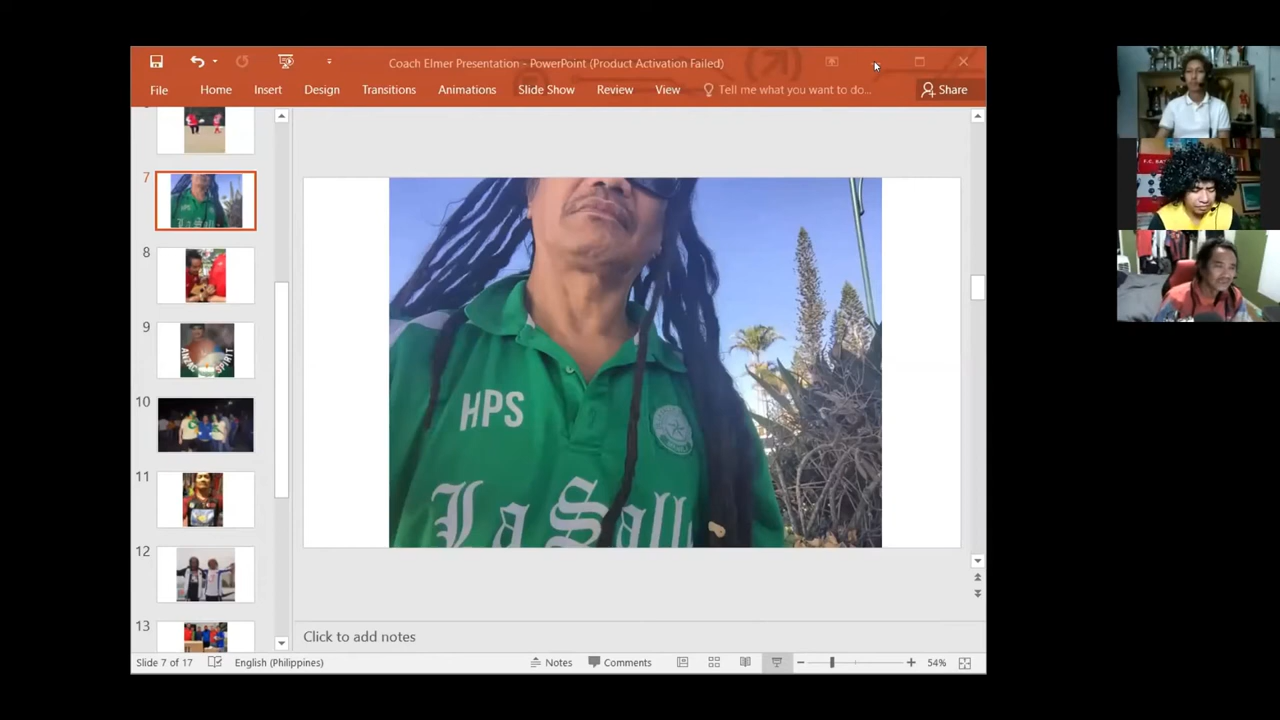 Coach Elmer Presentation - PowerPoint (Product Activation Failed)
File Home Insert Design Transitions Animations Slide Show Review View Tell me what you want to do... Share
7
8
9
10
11
12
13
HPS
La Salle
ANZAC SPIRIT
F.C.
Click to add notes
Slide 7 of 17 English (Philippines) Notes Comments 54%